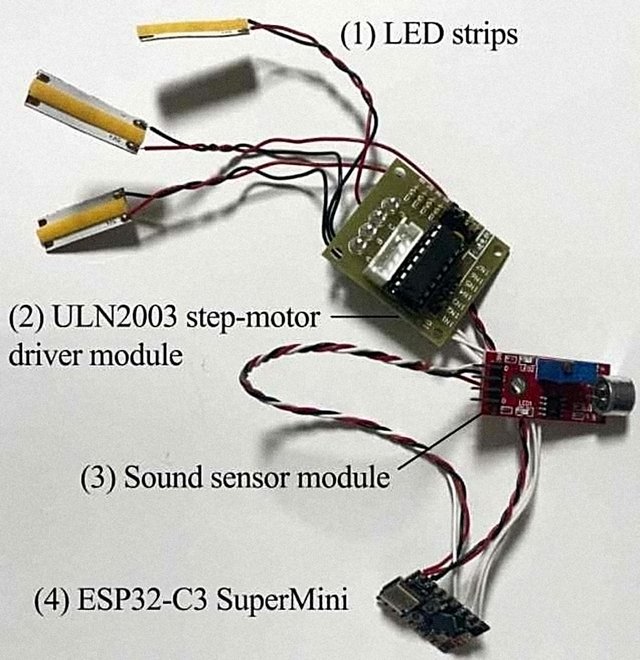 (1) LED strips
(2) ULN2003 step-motor
driver module
(3) Sound sensor module
(4) ESP32-C3 SuperMini